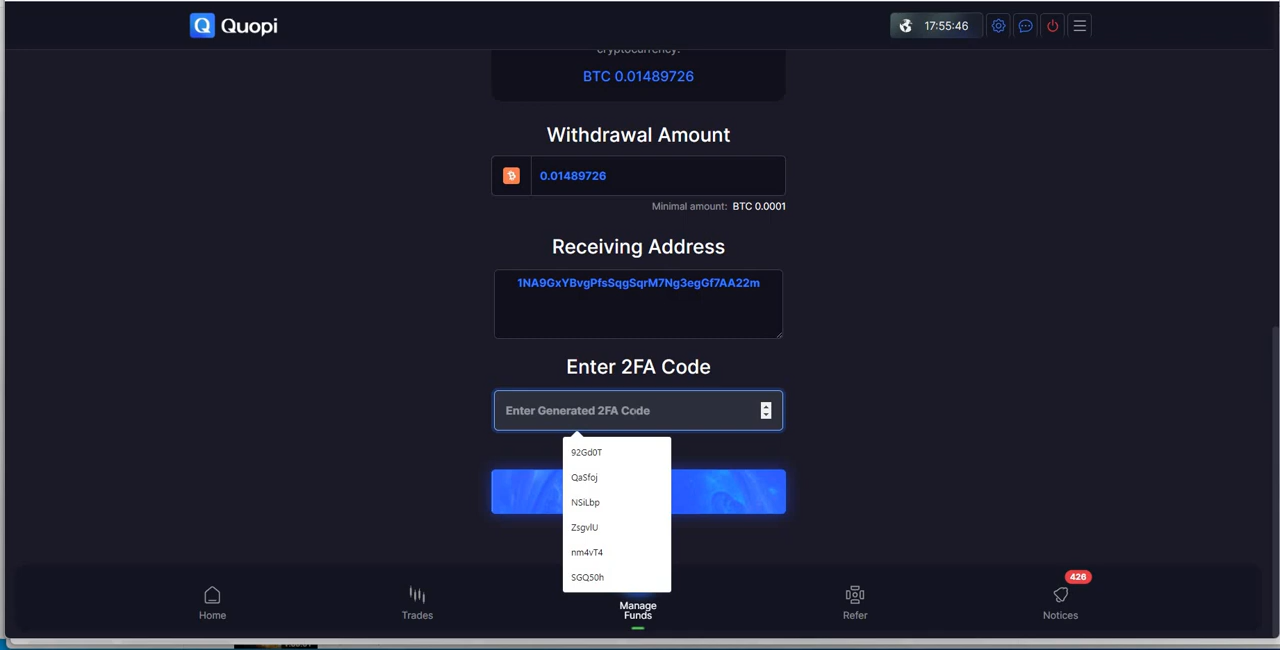 Quopi
17:55:46
cryptocurrency:
BTC 0.01489726
Withdrawal Amount
0.01489726
Minimal amount: BTC 0.0001
Receiving Address
1NA9GxYBvgPfsSqgSqrM7Ng3egGf7AA22m
Enter 2FA Code
Enter Generated 2FA Code
92Gd0T
QaSfoj
NSiLbp
ZsgvlU
nm4vT4
SGQ50h
Home
Trades
Manage
Funds
Refer
426
Notices